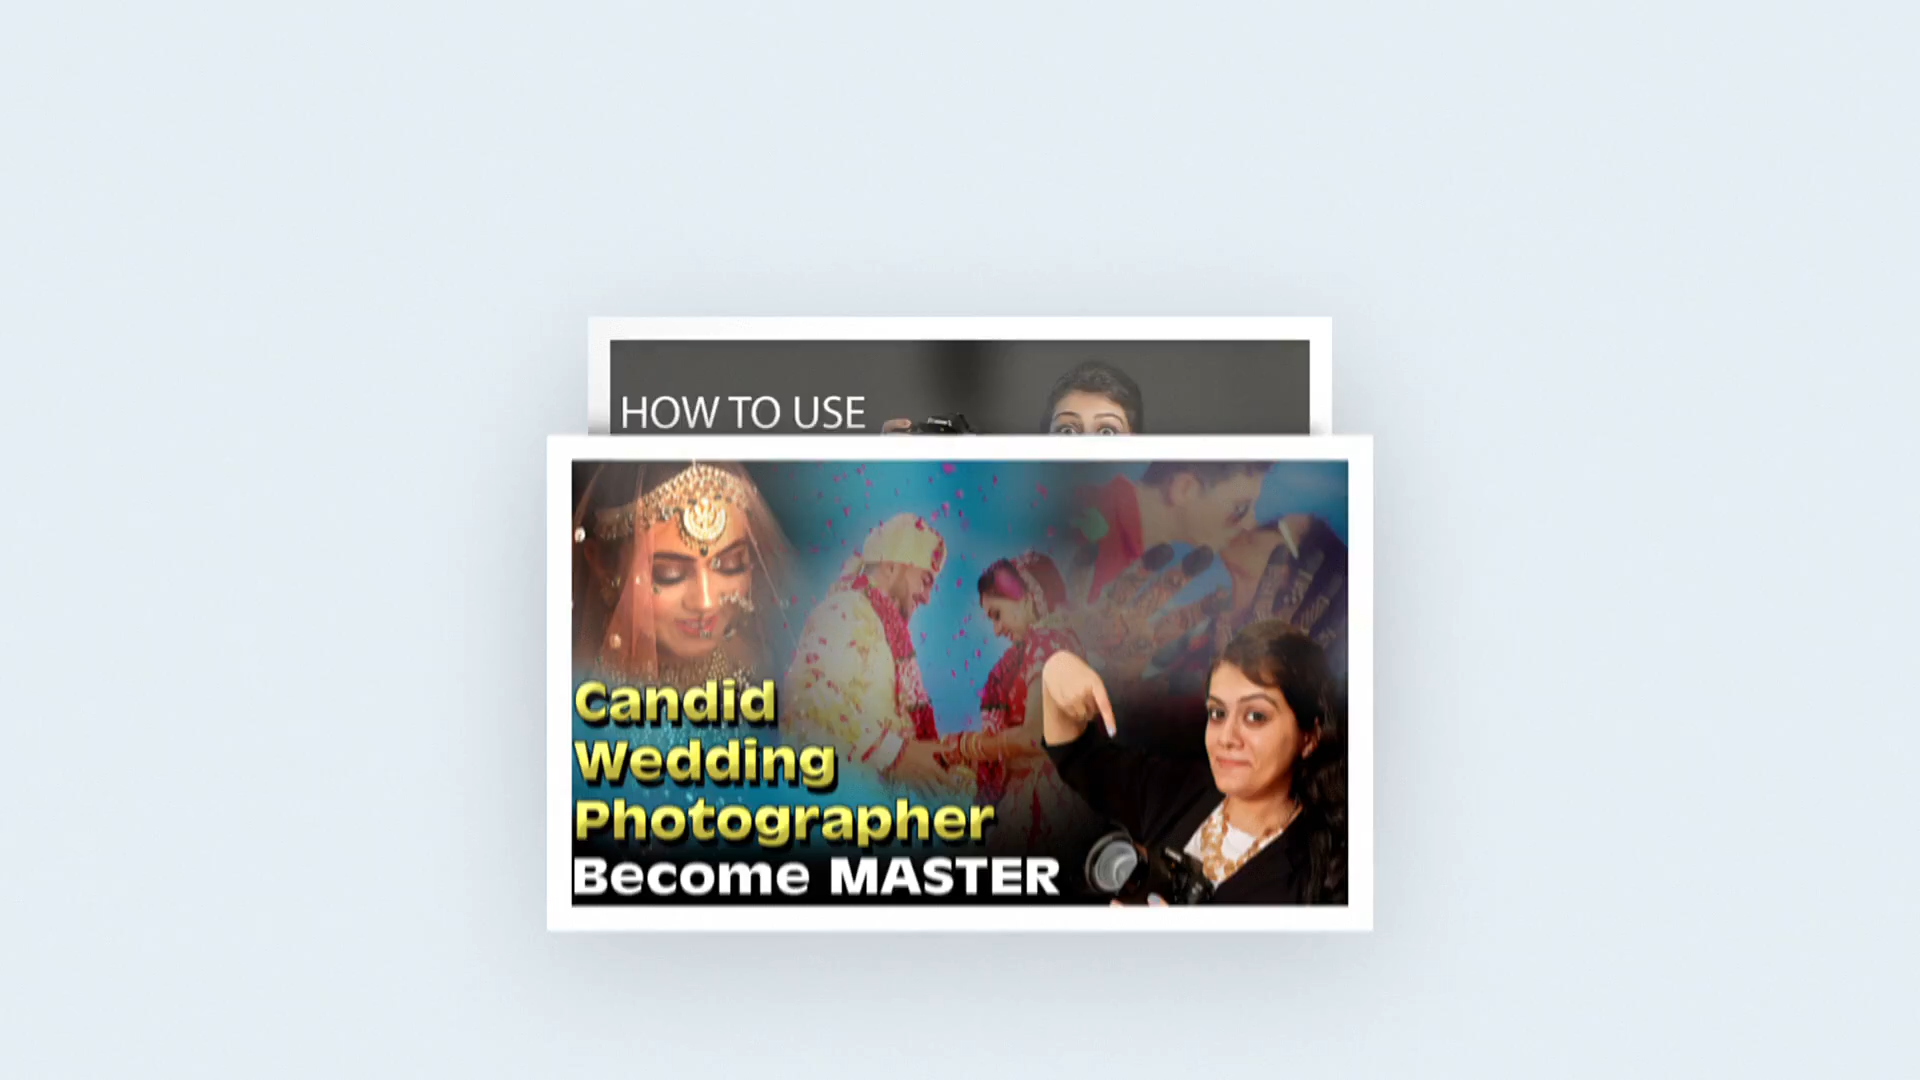 HOW TO USE
Candid
Wedding
Photographer
Become MASTER